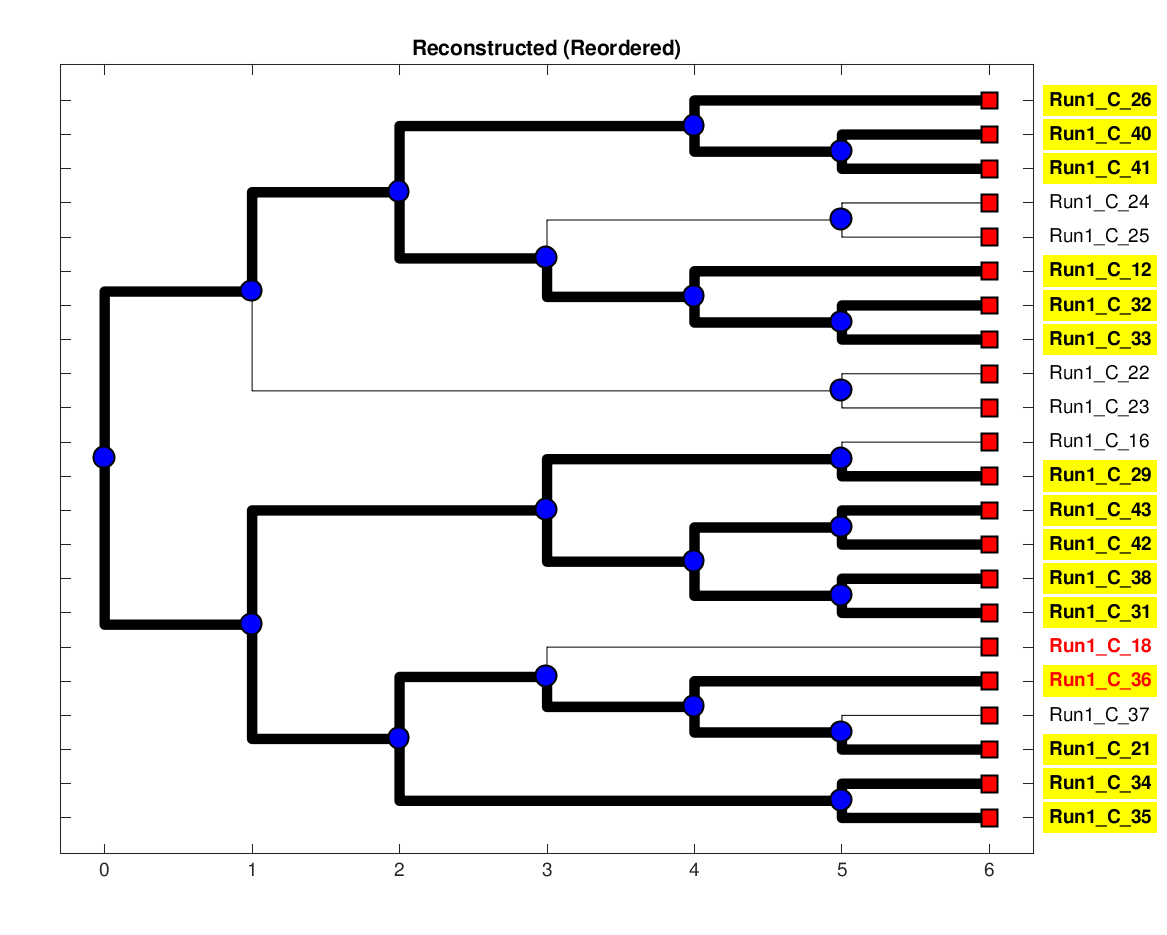 Reconstructed (Reordered)
Run1_C_26
Run1_C_40
Run1_C_41
Run1_C_24
Run1_C_25
Run1_C_12
Run1_C_32
Run1_C_33
Run1_C_22
Run1_C_23
Run1_C_16
Run1_C_29
Run1_C_43
Run1_C_42
Run1_C_38
Run1_C_31
Run1_C_18
Run1_C_36
Run1_C_37
Run1_C_21
Run1_C_34
Run1_C_35
0 1 2 3 4 5 6